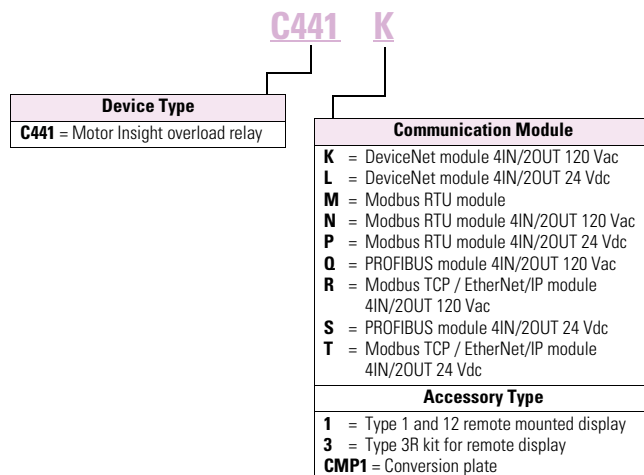 C441 K
Device Type
C441 = Motor Insight overload relay
Communication Module
K = DeviceNet module 4IN/2OUT 120 Vac
L = DeviceNet module 4IN/2OUT 24 Vdc
M = Modbus RTU module
N = Modbus RTU module 4IN/2OUT 120 Vac
P = Modbus RTU module 4IN/2OUT 24 Vdc
Q = PROFIBUS module 4IN/2OUT 120 Vac
R = Modbus TCP / EtherNet/IP module
4IN/2OUT 120 Vac
S = PROFIBUS module 4IN/2OUT 24 Vdc
T = Modbus TCP / EtherNet/IP module
4IN/2OUT 24 Vdc
Accessory Type
1 = Type 1 and 12 remote mounted display
3 = Type 3R kit for remote display
CMP1 = Conversion plate